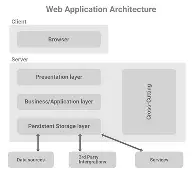 Web Application Architecture
Client
Browser
Server
Presentation layer
Business/Application layer
Persistent Storage layer
Cross-Cutting
Data sources
3rd Party
Integrations
Services